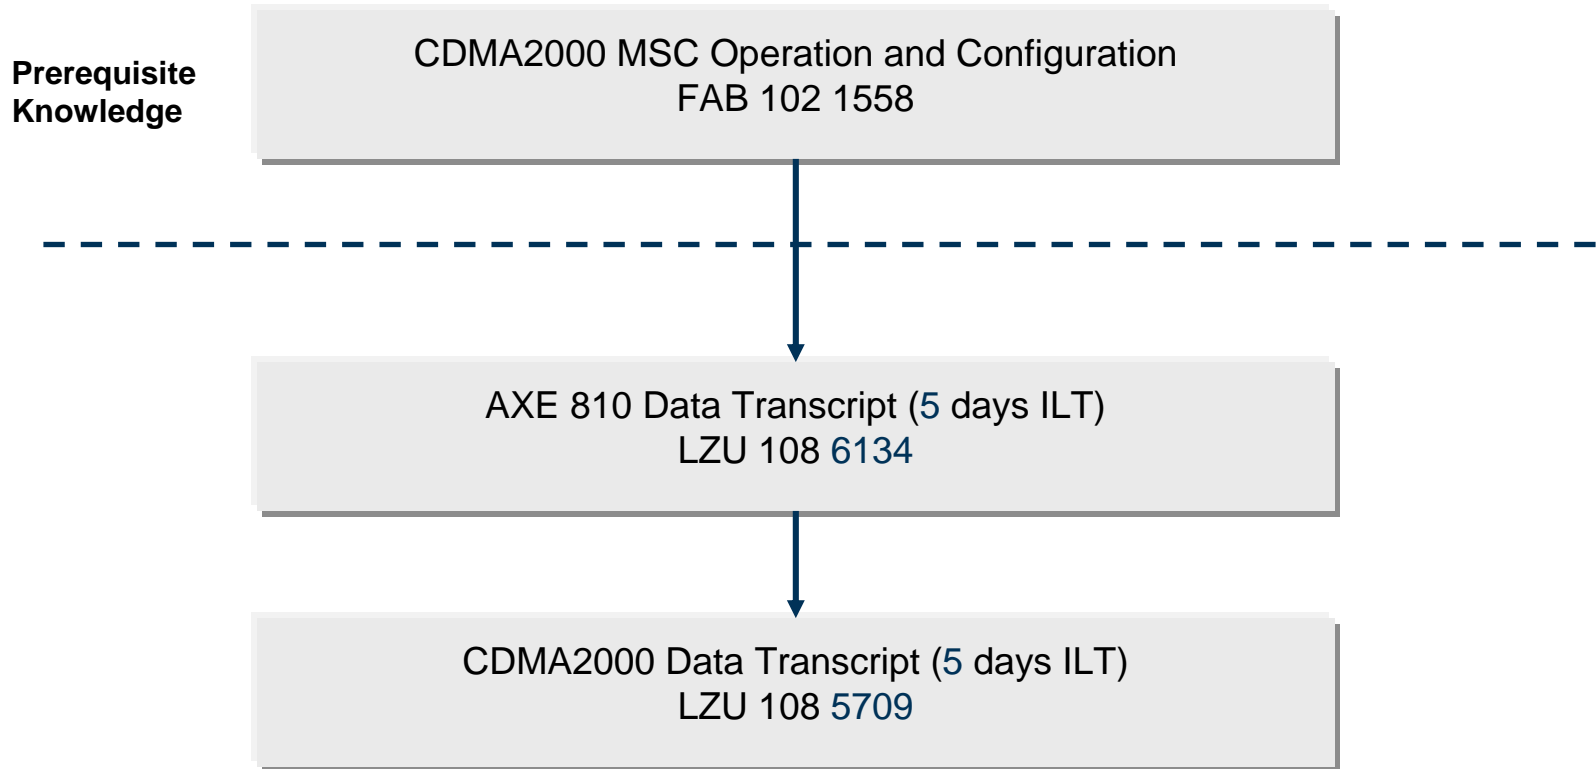 Prerequisite
Knowledge
CDMA2000 MSC Operation and Configuration
FAB 102 1558
AXE 810 Data Transcript (5 days ILT)
LZU 108 6134
CDMA2000 Data Transcript (5 days ILT)
LZU 108 5709